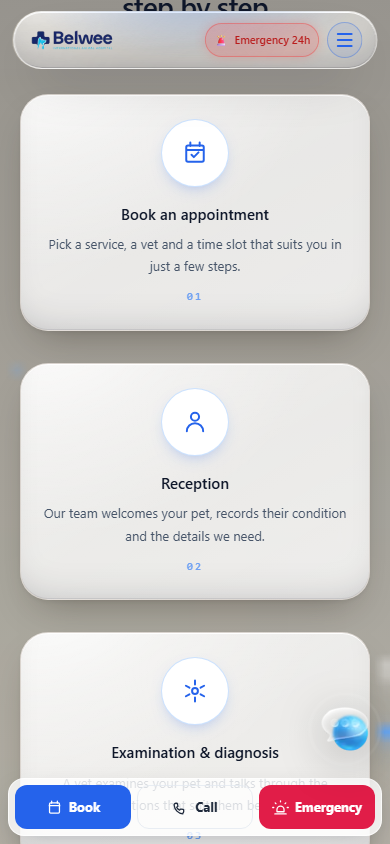 step by step
Belwee
Emergency 24h
Book an appointment
Pick a service, a vet and a time slot that suits you in
just a few steps.
01
Reception
Our team welcomes your pet, records their condition
and the details we need.
02
Examination & diagnosis
A vet examines your pet and talks through the
03
Book
Call
Emergency